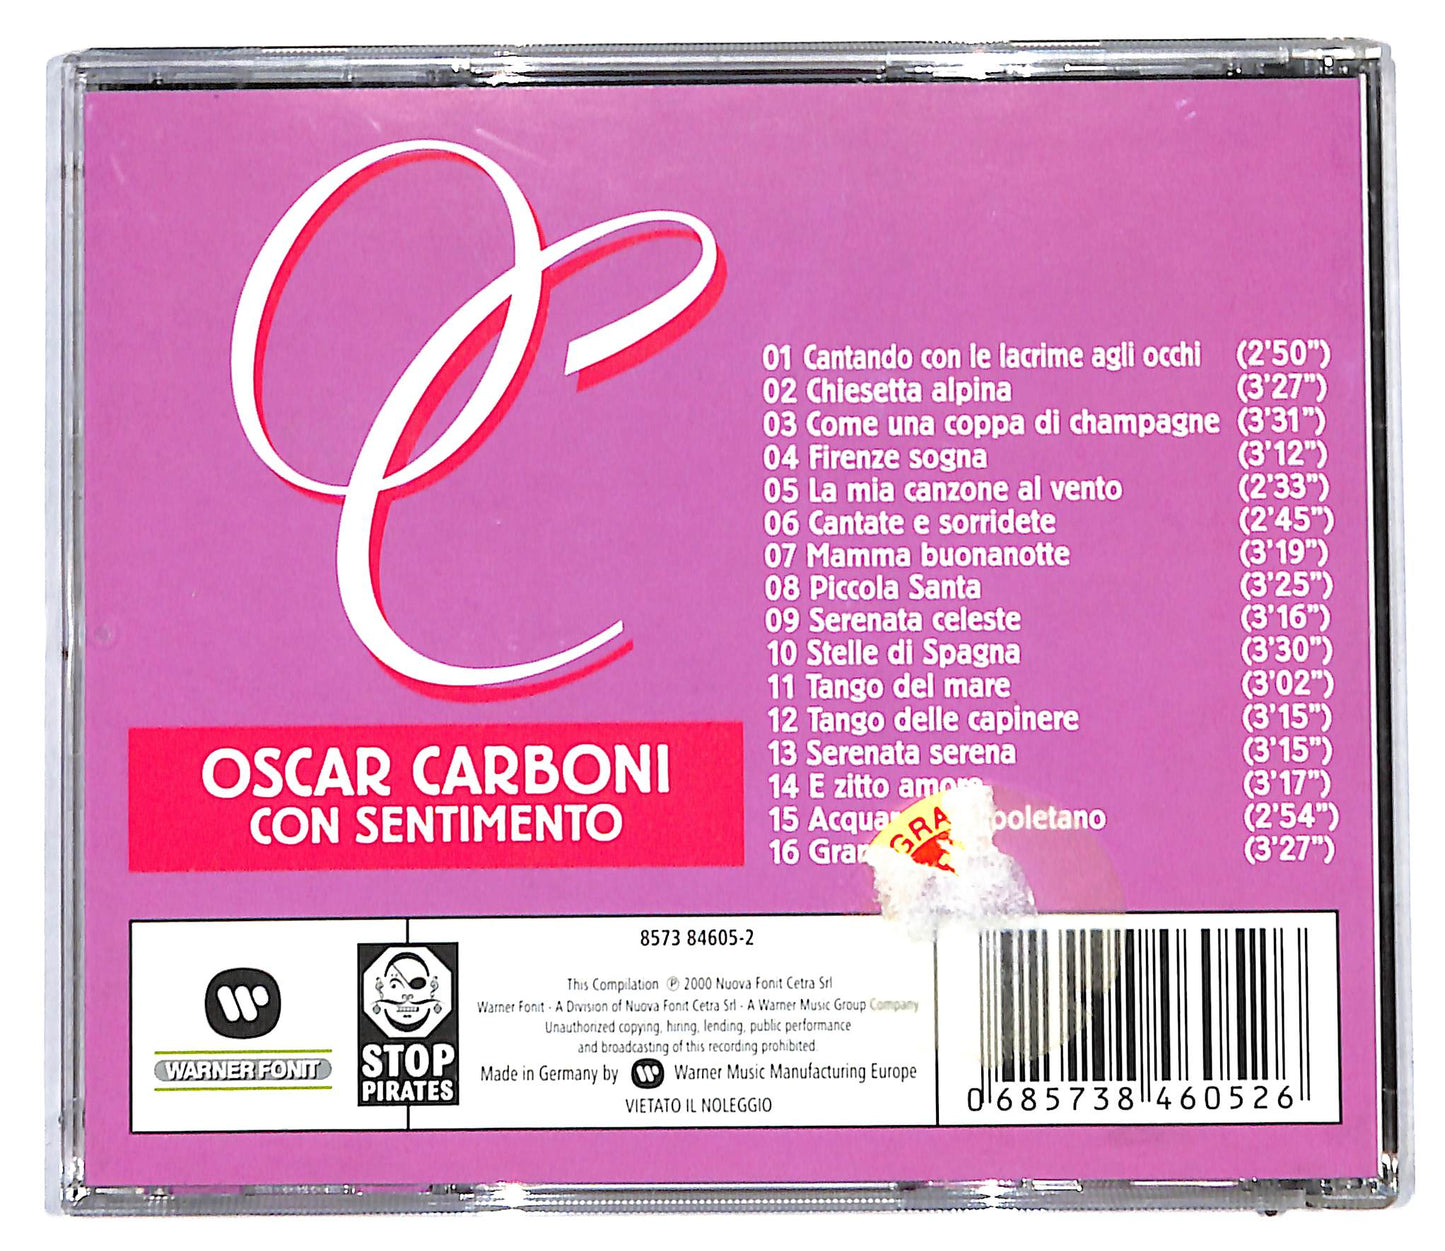 01 Cantando con le lacrime agli occhi (2'50")
02 Chiesetta alpina (3'27")
03 Come una coppa di champagne (3'31")
04 Firenze sogna (3'12")
05 La mia canzone al vento (2'33")
06 Cantate e sorridete (2'45")
07 Mamma buonanotte (3'19")
08 Piccola Santa (3'25")
09 Serenata celeste (3'16")
10 Stelle di Spagna (3'30")
11 Tango del mare (3'02")
12 Tango delle capinere (3'15")
13 Serenata serena (3'15")
14 E zitto amore (3'17")
15 (2'54")
16 (3'27")
OSCAR CARBONI
CON SENTIMENTO
8573 84605-2
This Compilation ℗ 2000 Nuova Fonit Cetra Srl
Warner Fonit - A Division of Nuova Fonit Cetra Srl - A Warner Music Group Company
Unauthorized copying, hiring, lending, public performance
and broadcasting of this recording prohibited.
Made in Germany by Warner Music Manufacturing Europe
VIETATO IL NOLEGGIO
WARNER FONIT
STOP
PIRATES
0 685738 460526